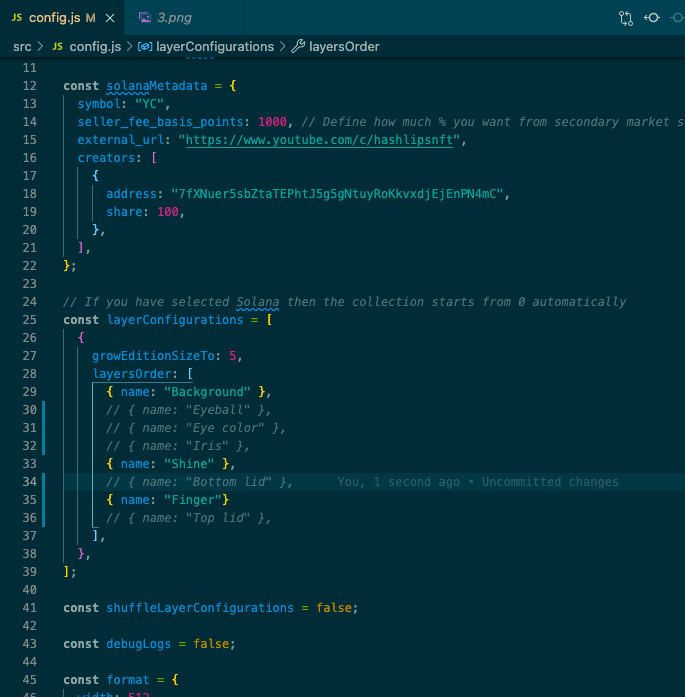 JS config.js M ×
3.png
src > JS config.js > layerConfigurations > layersOrder
11
12 const solanaMetadata = {
13 symbol: "YC",
14 seller_fee_basis_points: 1000, // Define how much % you want from secondary market s
15 external_url: "https://www.youtube.com/c/hashlipsnft",
16 creators: [
17 {
18 address: "7fXNuer5sbZtaTEPhtJ5g5gNtuyRoKkvxdjEjEnPN4mC",
19 share: 100,
20 },
21 ],
22 };
23
24 // If you have selected Solana then the collection starts from 0 automatically
25 const layerConfigurations = [
26 {
27 growEditionSizeTo: 5,
28 layersOrder: [
29 { name: "Background" },
30 // { name: "Eyeball" },
31 // { name: "Eye color" },
32 // { name: "Iris" },
33 { name: "Shine" },
34 // { name: "Bottom lid" }, You, 1 second ago • Uncommitted changes
35 { name: "Finger"}
36 // { name: "Top lid" },
37 ],
38 },
39 ];
40
41 const shuffleLayerConfigurations = false;
42
43 const debugLogs = false;
44
45 const format = {
46 width: 512